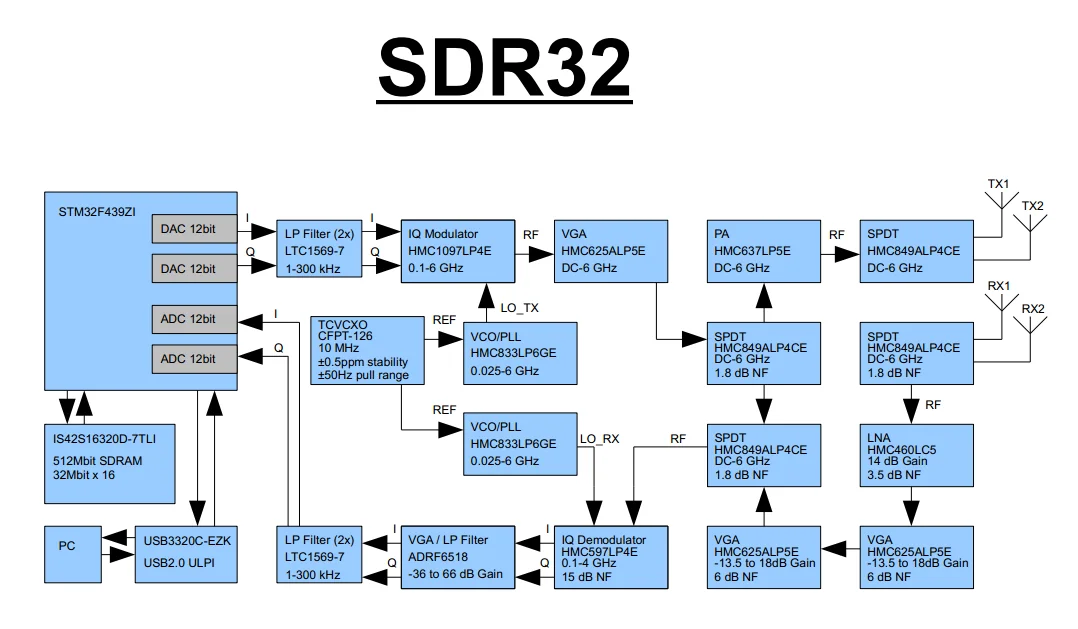 SDR32
STM32F439ZI
DAC 12bit
DAC 12bit
ADC 12bit
ADC 12bit
I
Q
LP Filter (2x)
LTC1569-7
1-300 kHz
I
Q
IQ Modulator
HMC1097LP4E
0.1-6 GHz
RF
VGA
HMC625ALP5E
DC-6 GHz
PA
HMC637LP5E
DC-6 GHz
RF
SPDT
HMC849ALP4CE
DC-6 GHz
TX1
TX2
I
Q
TCVCXO
CFPT-126
10 MHz
±0.5ppm stability
±50Hz pull range
REF
LO_TX
VCO/PLL
HMC833LP6GE
0.025-6 GHz
SPDT
HMC849ALP4CE
DC-6 GHz
1.8 dB NF
SPDT
HMC849ALP4CE
DC-6 GHz
1.8 dB NF
RX1
RX2
RF
IS42S16320D-7TLI
512Mbit SDRAM
32Mbit x 16
REF
VCO/PLL
HMC833LP6GE
0.025-6 GHz
LO_RX
RF
SPDT
HMC849ALP4CE
DC-6 GHz
1.8 dB NF
LNA
HMC460LC5
14 dB Gain
3.5 dB NF
PC
USB3320C-EZK
USB2.0 ULPI
LP Filter (2x)
LTC1569-7
1-300 kHz
I
Q
VGA / LP Filter
ADRF6518
-36 to 66 dB Gain
I
Q
IQ Demodulator
HMC597LP4E
0.1-4 GHz
15 dB NF
VGA
HMC625ALP5E
-13.5 to 18dB Gain
6 dB NF
VGA
HMC625ALP5E
-13.5 to 18dB Gain
6 dB NF